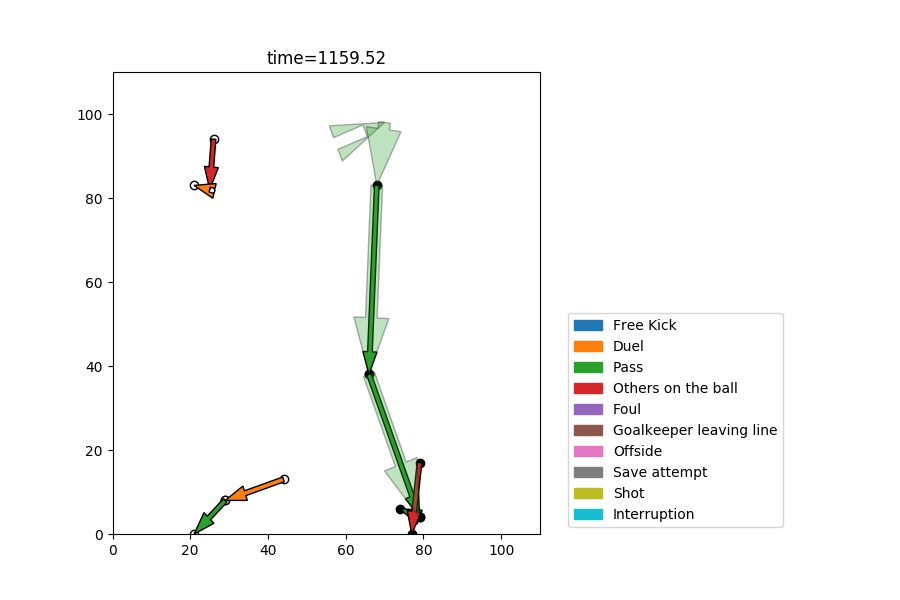 time=1159.52
100
80
60
40
20
0
0 20 40 60 80 100
Free Kick
Duel
Pass
Others on the ball
Foul
Goalkeeper leaving line
Offside
Save attempt
Shot
Interruption